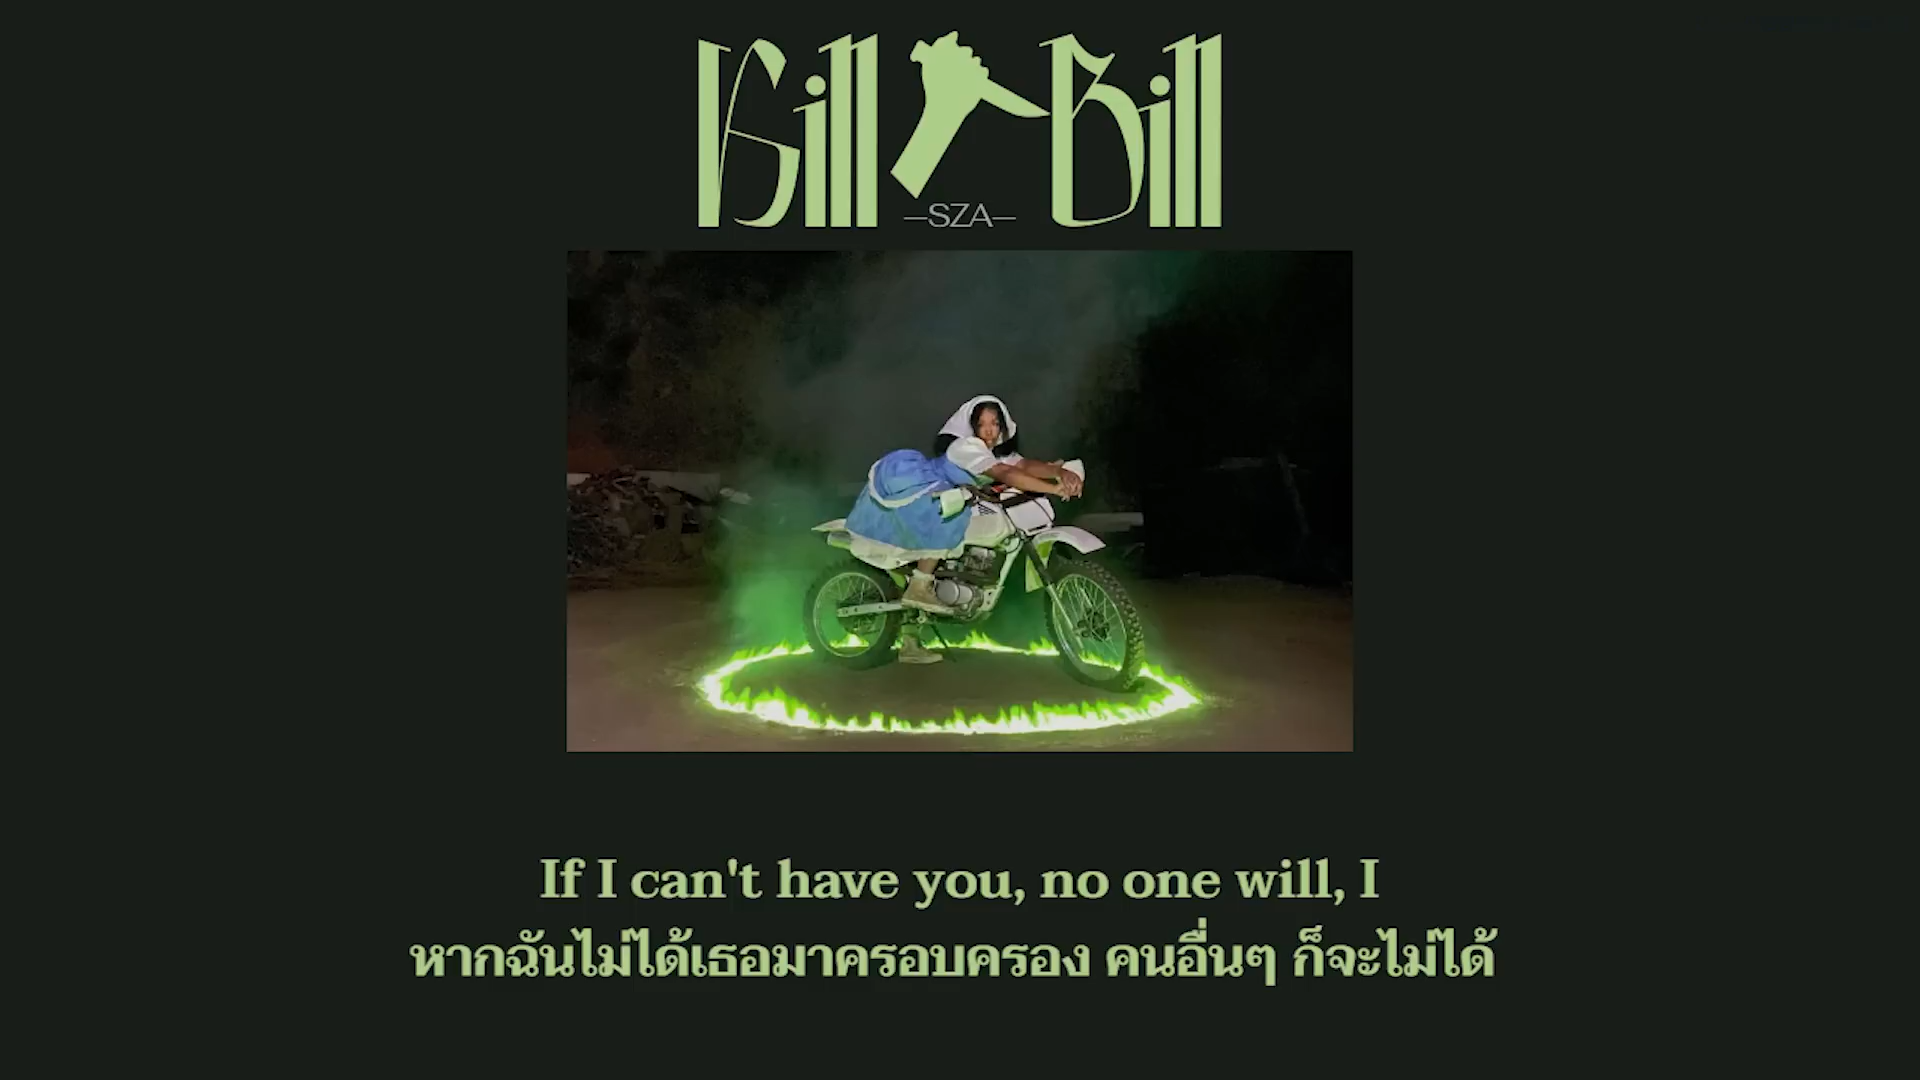 Kill Bill
—SZA—
If I can't have you, no one will, I
หากฉันไม่ได้เธอมาครอบครอง คนอื่นๆ ก็จะไม่ได้